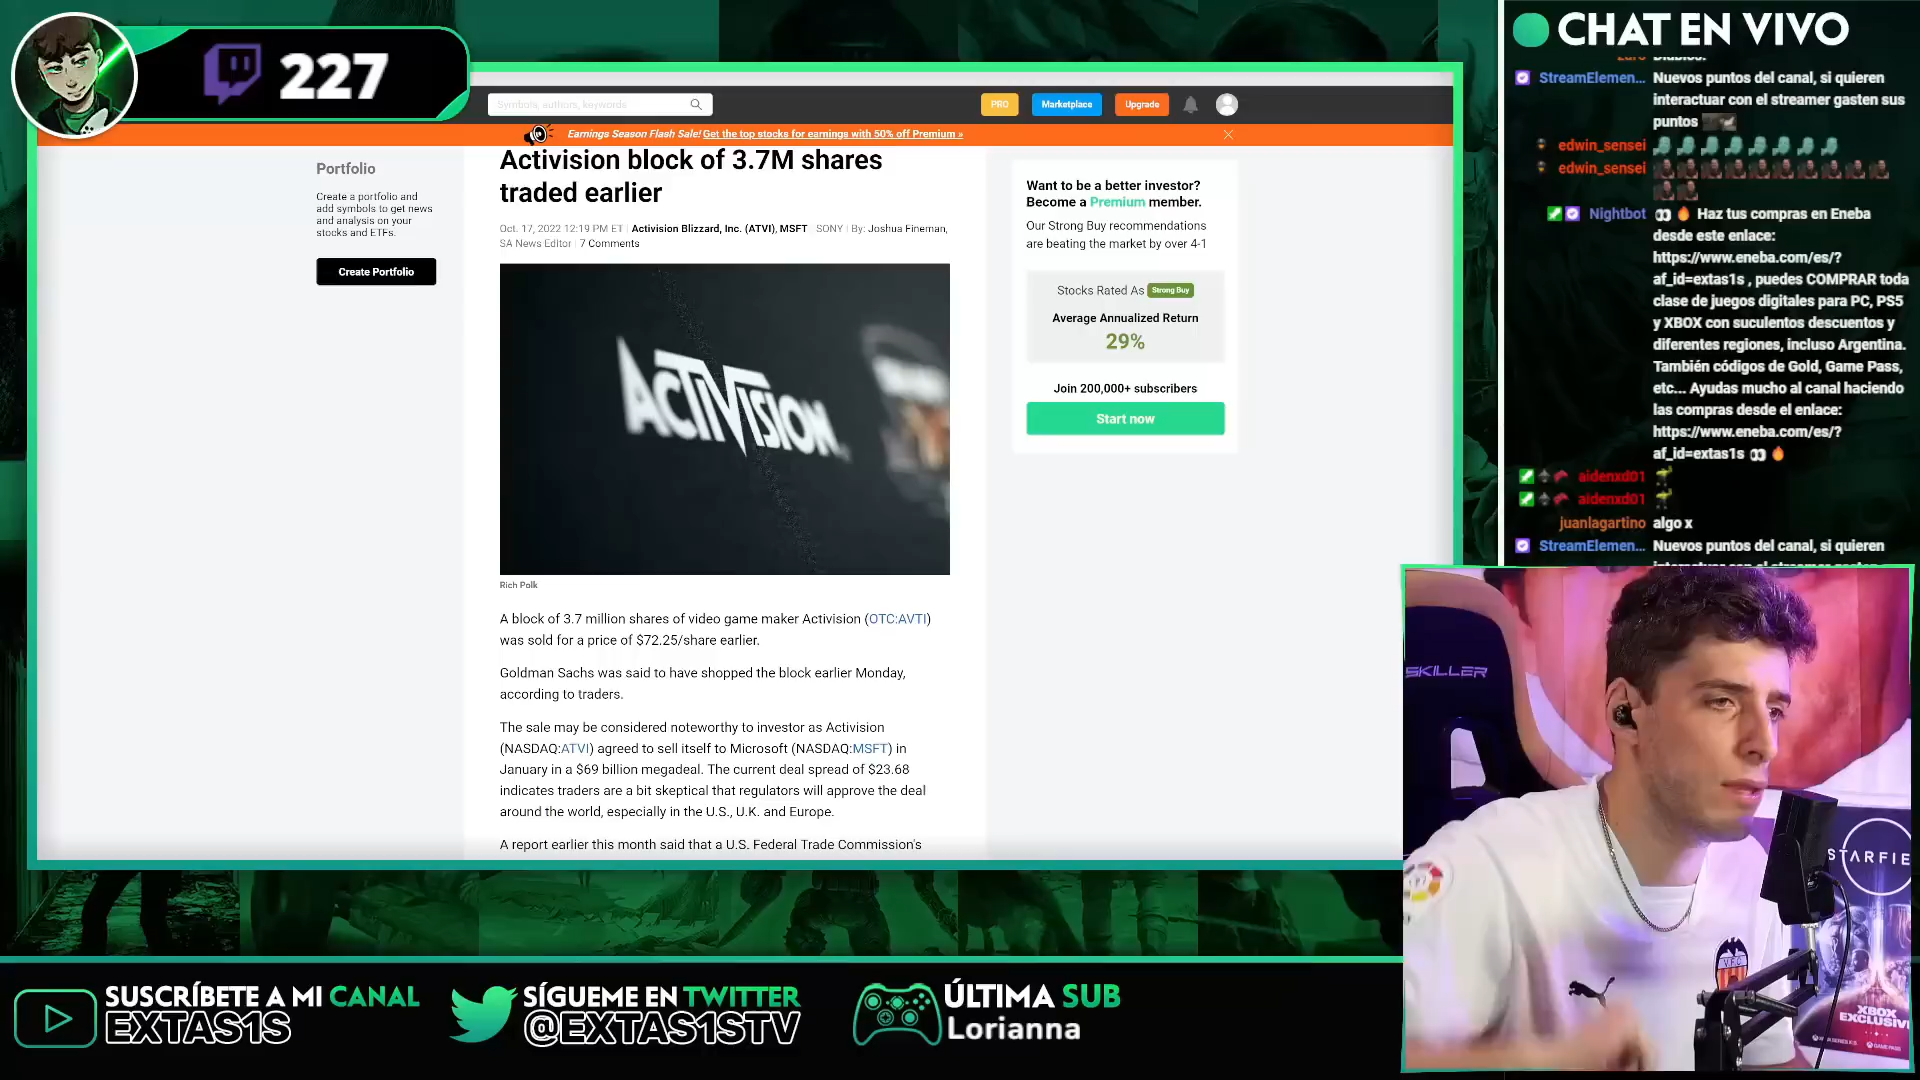 227
Symbols, authors, keywords
PRO
Marketplace
Upgrade
Earnings Season Flash Sale! Get the top stocks for earnings with 50% off Premium »
Portfolio
Create a portfolio and
add symbols to get news
and analysis on your
stocks and ETFs.
Create Portfolio
Activision block of 3.7M shares
traded earlier
Oct. 17, 2022 12:19 PM ET | Activision Blizzard, Inc. (ATVI), MSFT SONY | By: Joshua Fineman,
SA News Editor | 7 Comments
ACTIVISION
Rich Polk
A block of 3.7 million shares of video game maker Activision (OTC:AVTI)
was sold for a price of $72.25/share earlier.
Goldman Sachs was said to have shopped the block earlier Monday,
according to traders.
The sale may be considered noteworthy to investor as Activision
(NASDAQ:ATVI) agreed to sell itself to Microsoft (NASDAQ:MSFT) in
January in a $69 billion megadeal. The current deal spread of $23.68
indicates traders are a bit skeptical that regulators will approve the deal
around the world, especially in the U.S., U.K. and Europe.
A report earlier this month said that a U.S. Federal Trade Commission's
Want to be a better investor?
Become a Premium member.
Our Strong Buy recommendations
are beating the market by over 4-1
Stocks Rated As Strong Buy
Average Annualized Return
29%
Join 200,000+ subscribers
Start now
CHAT EN VIVO
StreamElemen... Nuevos puntos del canal, si quieren
interactuar con el streamer gasten sus
puntos
edwin_sensei
edwin_sensei
Nightbot Haz tus compras en Eneba
desde este enlace:
https://www.eneba.com/es/?
af_id=extas1s , puedes COMPRAR toda
clase de juegos digitales para PC, PS5
y XBOX con suculentos descuentos y
diferentes regiones, incluso Argentina.
También códigos de Gold, Game Pass,
etc... Ayudas mucho al canal haciendo
las compras desde el enlace:
https://www.eneba.com/es/?
af_id=extas1s
aidenxd01
aidenxd01
juanlagartino algo x
StreamElemen... Nuevos puntos del canal, si quieren
SKILLER
STARFIE
VFC
XBOX
EXCLUSIV
SUSCRÍBETE A MI CANAL
EXTAS1S
SÍGUEME EN TWITTER
@EXTAS1STV
ÚLTIMA SUB
Lorianna